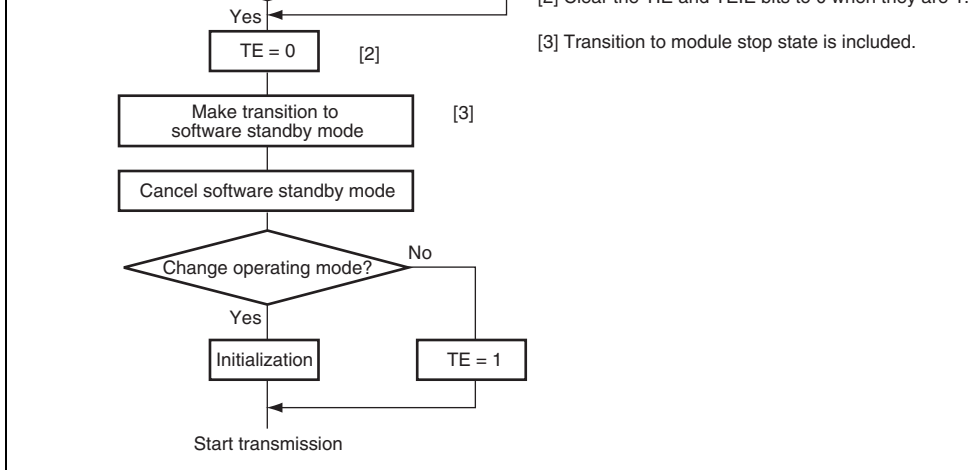 [2] Clear the TIE and TEIE bits to 0 when they are 1.
Yes
TE = 0
[2]
[3] Transition to module stop state is included.
Make transition to
software standby mode
[3]
Cancel software standby mode
Change operating mode?
No
Yes
Initialization
TE = 1
Start transmission